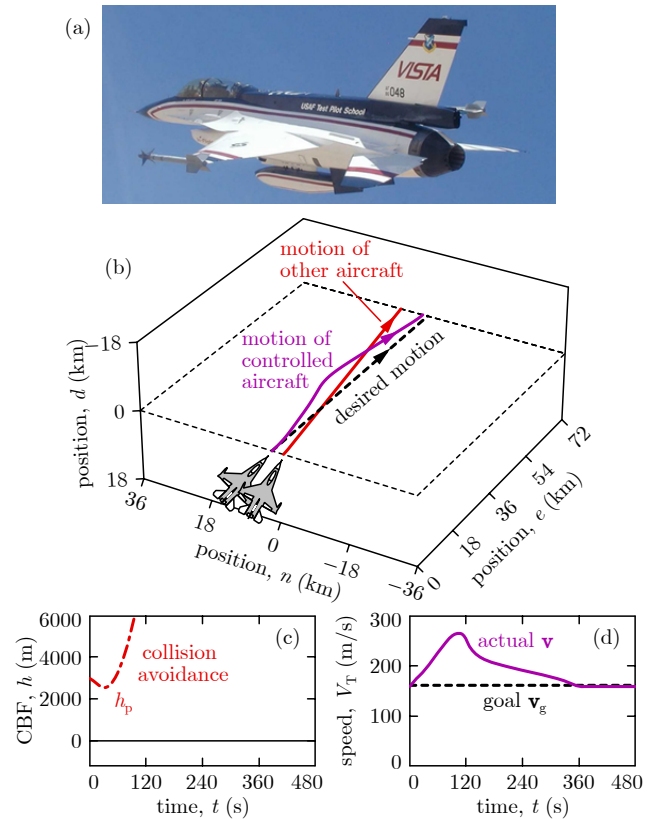 (a)
VISTA
048
USAF Test Pilot School
(b)
motion of
other aircraft
motion of
controlled
aircraft
desired motion
−18
0
18
position, d (km)
36
18
0
−18
−36
position, n (km)
0
18
36
54
72
position, e (km)
(c)
6000
4000
2000
0
CBF, h (m)
collision
avoidance
hₚ
0
120
240
360
480
time, t (s)
(d)
300
200
100
0
speed, V_T (m/s)
actual v
goal v_g
0
120
240
360
480
time, t (s)